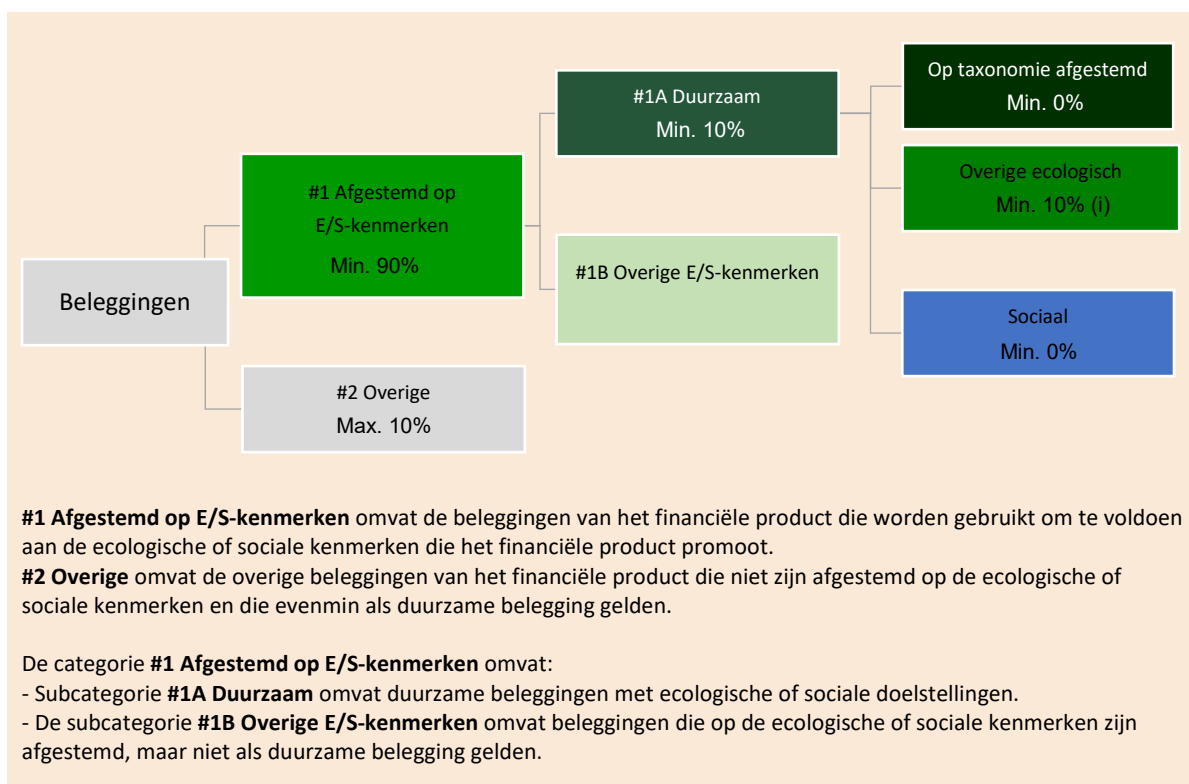 Beleggingen
#1 Afgestemd op
E/S-kenmerken
Min. 90%
#2 Overige
Max. 10%
#1A Duurzaam
Min. 10%
#1B Overige E/S-kenmerken
Op taxonomie afgestemd
Min. 0%
Overige ecologisch
Min. 10% (i)
Sociaal
Min. 0%
#1 Afgestemd op E/S-kenmerken omvat de beleggingen van het financiële product die worden gebruikt om te voldoen
aan de ecologische of sociale kenmerken die het financiële product promoot.
#2 Overige omvat de overige beleggingen van het financiële product die niet zijn afgestemd op de ecologische of
sociale kenmerken en die evenmin als duurzame belegging gelden.
De categorie #1 Afgestemd op E/S-kenmerken omvat:
- Subcategorie #1A Duurzaam omvat duurzame beleggingen met ecologische of sociale doelstellingen.
- De subcategorie #1B Overige E/S-kenmerken omvat beleggingen die op de ecologische of sociale kenmerken zijn
afgestemd, maar niet als duurzame belegging gelden.